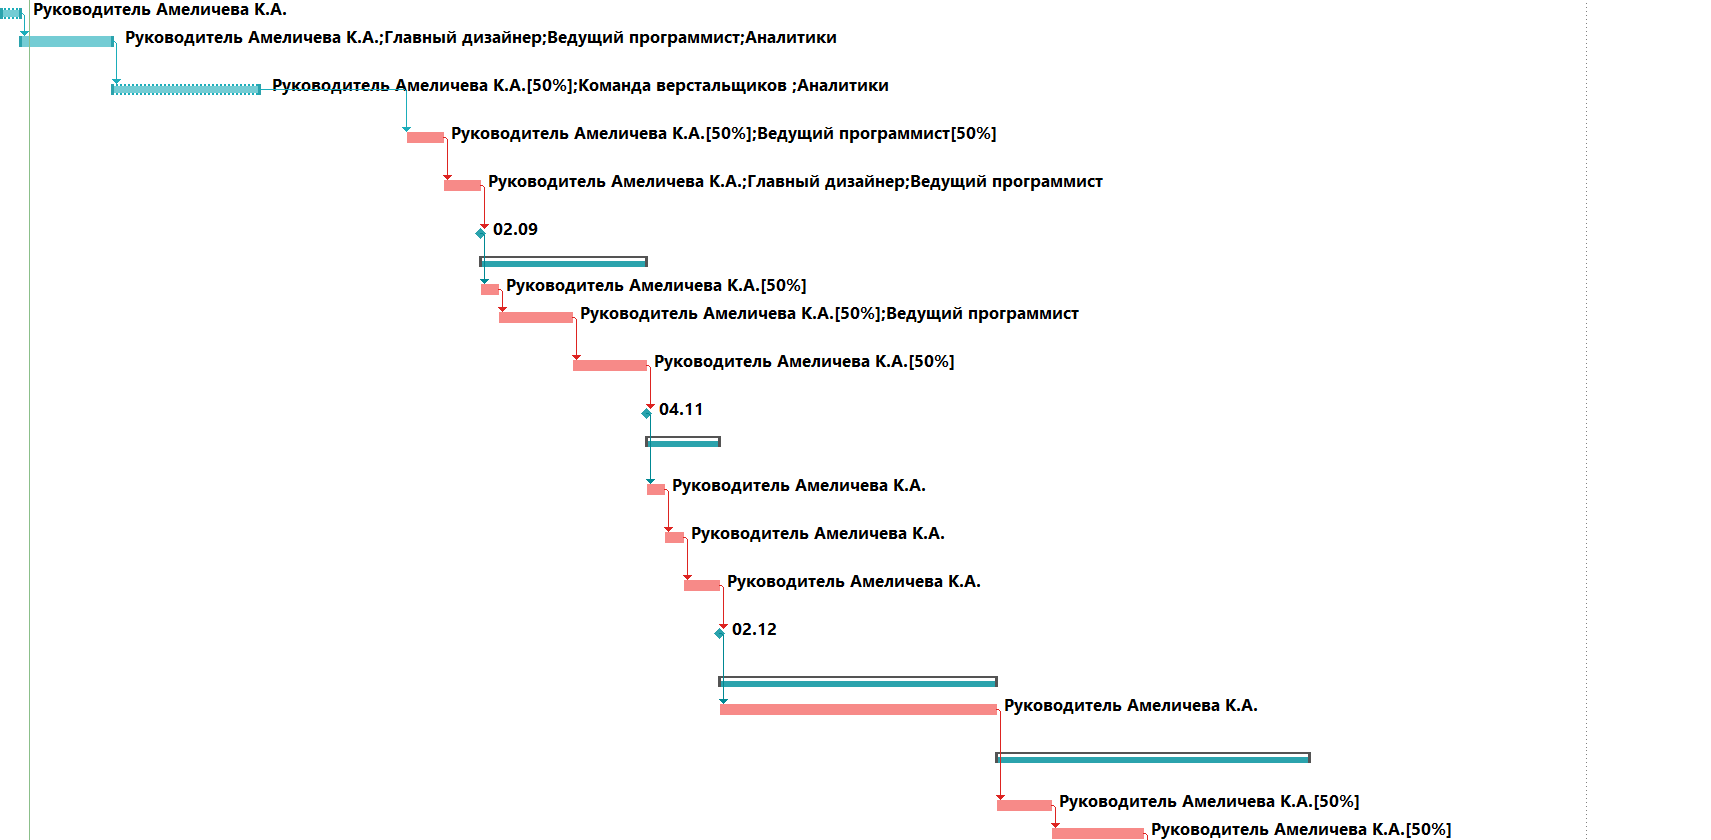 Руководитель Амеличева К.А.
Руководитель Амеличева К.А.;Главный дизайнер;Ведущий программист;Аналитики
Руководитель Амеличева К.А.[50%];Команда верстальщиков ;Аналитики
Руководитель Амеличева К.А.[50%];Ведущий программист[50%]
Руководитель Амеличева К.А.;Главный дизайнер;Ведущий программист
02.09
Руководитель Амеличева К.А.[50%]
Руководитель Амеличева К.А.[50%];Ведущий программист
Руководитель Амеличева К.А.[50%]
04.11
Руководитель Амеличева К.А.
Руководитель Амеличева К.А.
Руководитель Амеличева К.А.
02.12
Руководитель Амеличева К.А.
Руководитель Амеличева К.А.[50%]
Руководитель Амеличева К.А.[50%]